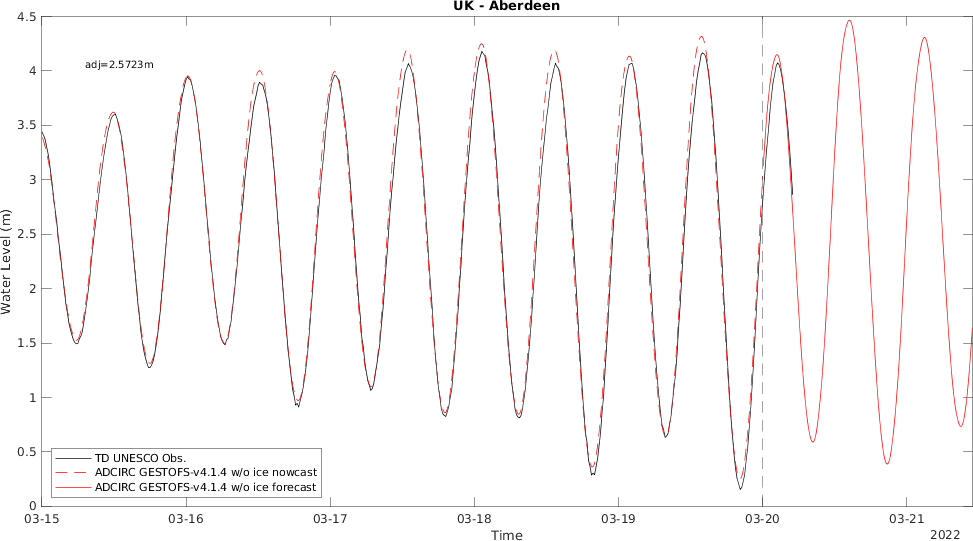 UK - Aberdeen
adj=2.5723m
4.5
4
3.5
3
2.5
2
1.5
1
0.5
0
Water Level (m)
TD UNESCO Obs.
ADCIRC GESTOFS-v4.1.4 w/o ice nowcast
ADCIRC GESTOFS-v4.1.4 w/o ice forecast
03-15 03-16 03-17 03-18 03-19 03-20 03-21
Time
2022